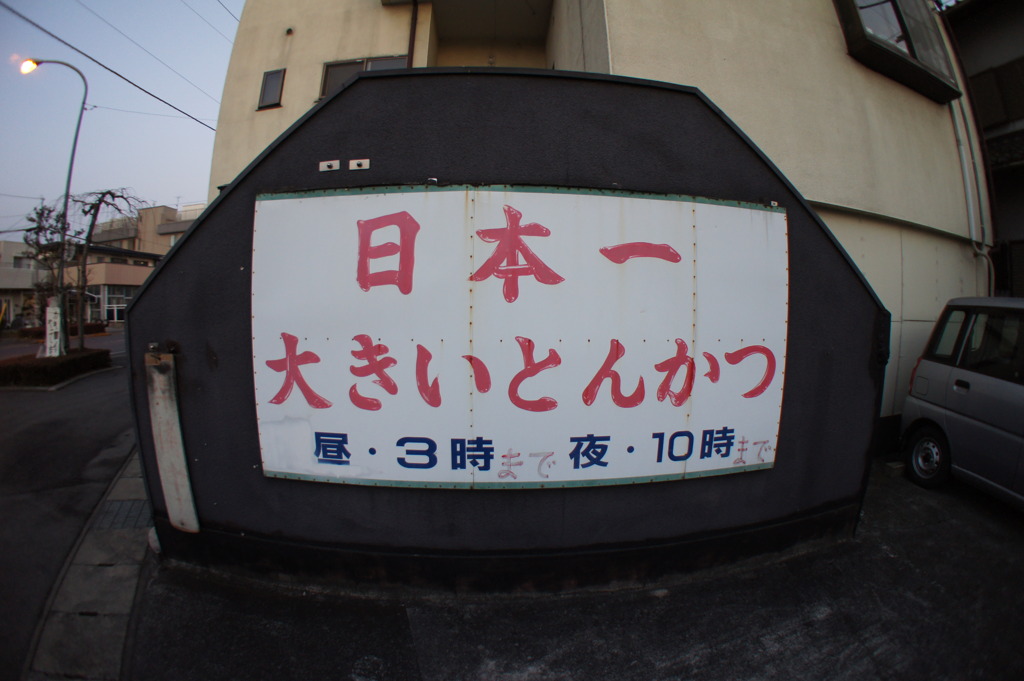 日本一
大きいとんかつ
昼・3時まで 夜・10時まで